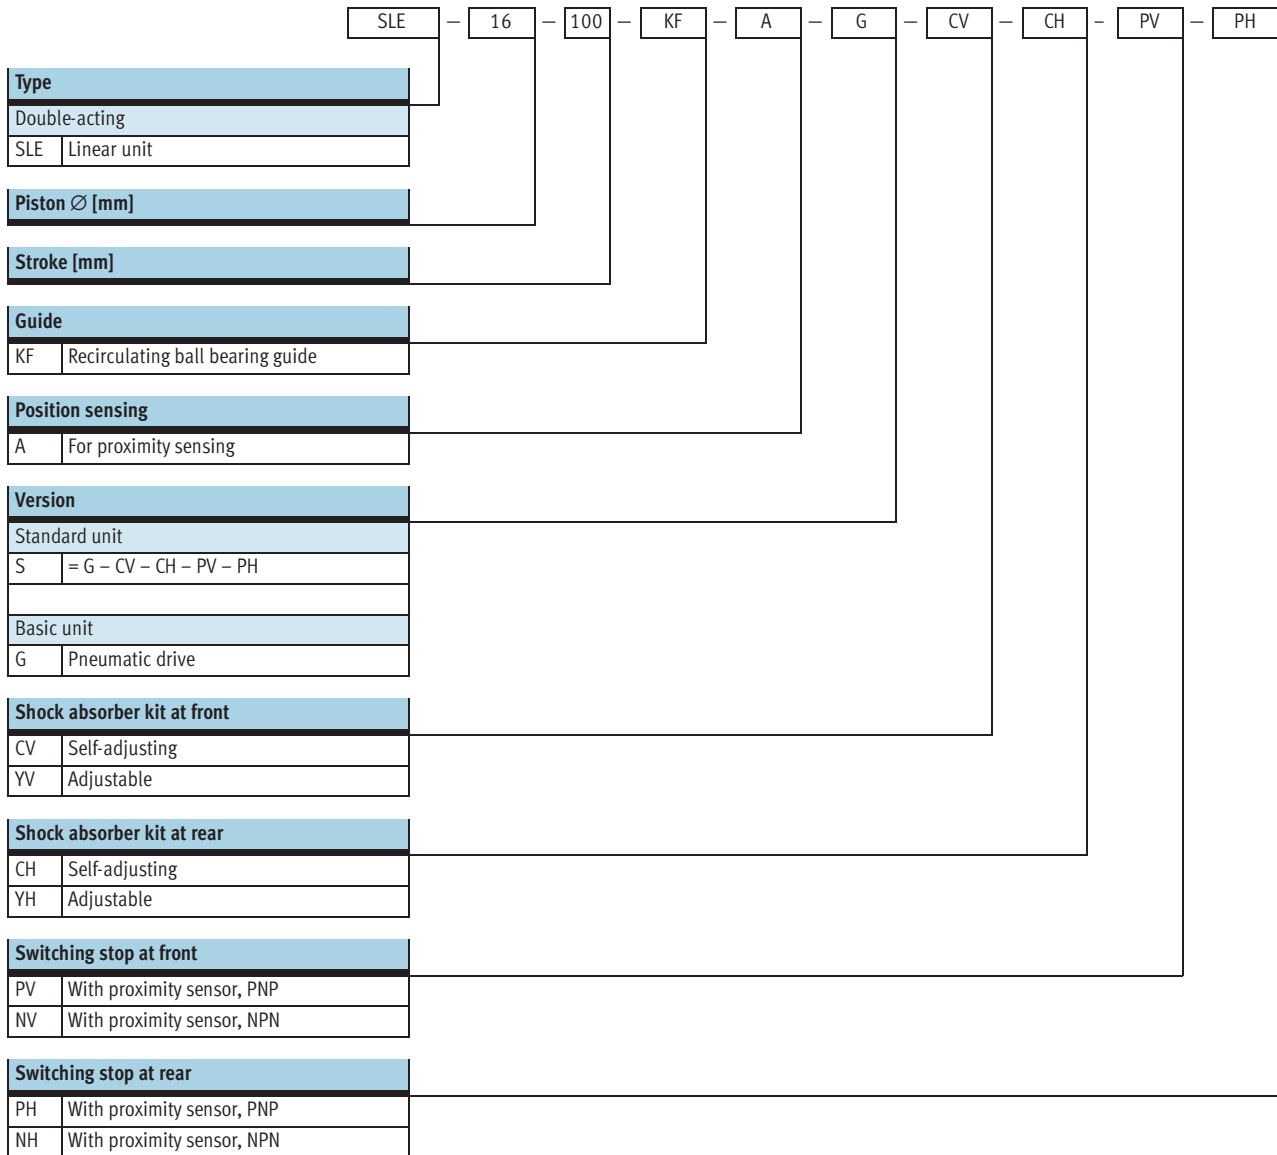 SLE – 16 – 100 – KF – A – G – CV – CH – PV – PH
Type
Double-acting
SLE Linear unit
Piston ∅ [mm]
Stroke [mm]
Guide
KF Recirculating ball bearing guide
Position sensing
A For proximity sensing
Version
Standard unit
S = G – CV – CH – PV – PH
Basic unit
G Pneumatic drive
Shock absorber kit at front
CV Self-adjusting
YV Adjustable
Shock absorber kit at rear
CH Self-adjusting
YH Adjustable
Switching stop at front
PV With proximity sensor, PNP
NV With proximity sensor, NPN
Switching stop at rear
PH With proximity sensor, PNP
NH With proximity sensor, NPN